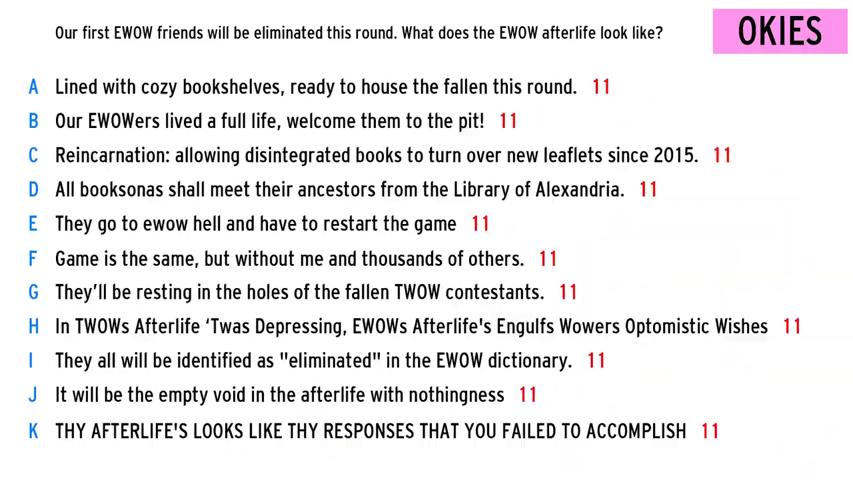 Our first EWOW friends will be eliminated this round. What does the EWOW afterlife look like?
OKIES
A Lined with cozy bookshelves, ready to house the fallen this round. 11
B Our EWOWers lived a full life, welcome them to the pit! 11
C Reincarnation: allowing disintegrated books to turn over new leaflets since 2015. 11
D All booksonas shall meet their ancestors from the Library of Alexandria. 11
E They go to ewow hell and have to restart the game 11
F Game is the same, but without me and thousands of others. 11
G They’ll be resting in the holes of the fallen TWOW contestants. 11
H In TWOWs Afterlife ‘Twas Depressing, EWOWs Afterlife's Engulfs Wowers Optomistic Wishes 11
I They all will be identified as "eliminated" in the EWOW dictionary. 11
J It will be the empty void in the afterlife with nothingness 11
K THY AFTERLIFE'S LOOKS LIKE THY RESPONSES THAT YOU FAILED TO ACCOMPLISH 11